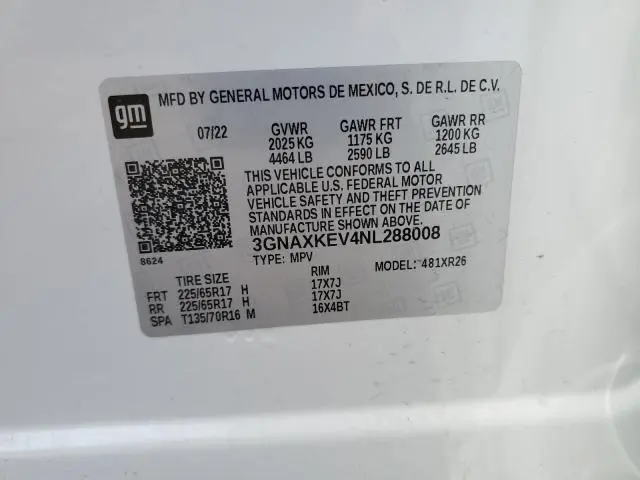 gm
MFD BY GENERAL MOTORS DE MEXICO, S. DE R.L. DE C.V.
07/22 GVWR GAWR FRT GAWR RR
2025 KG 1175 KG 1200 KG
4464 LB 2590 LB 2645 LB
THIS VEHICLE CONFORMS TO ALL
APPLICABLE U.S. FEDERAL MOTOR
VEHICLE SAFETY AND THEFT PREVENTION
STANDARDS IN EFFECT ON THE DATE OF
MANUFACTURE SHOWN ABOVE.
3GNAXKEV4NL288008
8624
TYPE: MPV MODEL: 481XR26
TIRE SIZE RIM
FRT 225/65R17 H 17X7J
RR 225/65R17 H 17X7J
SPA T135/70R16 M 16X4BT